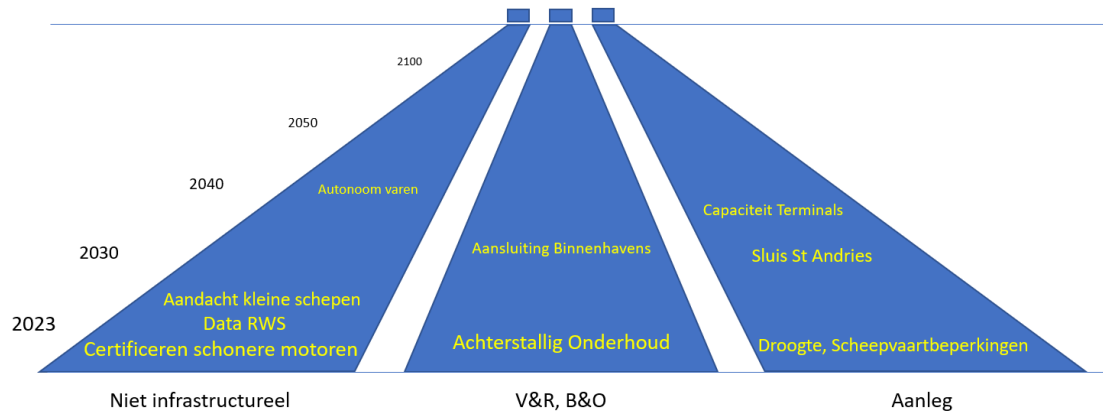 2100
2050
2040
Autonoom varen
Capaciteit Terminals
2030
Aansluiting Binnenhavens
Sluis St Andries
Aandacht kleine schepen
2023
Data RWS
Certificeren schonere motoren
Achterstallig Onderhoud
Droogte, Scheepvaartbeperkingen
Niet infrastructureel
V&R, B&O
Aanleg